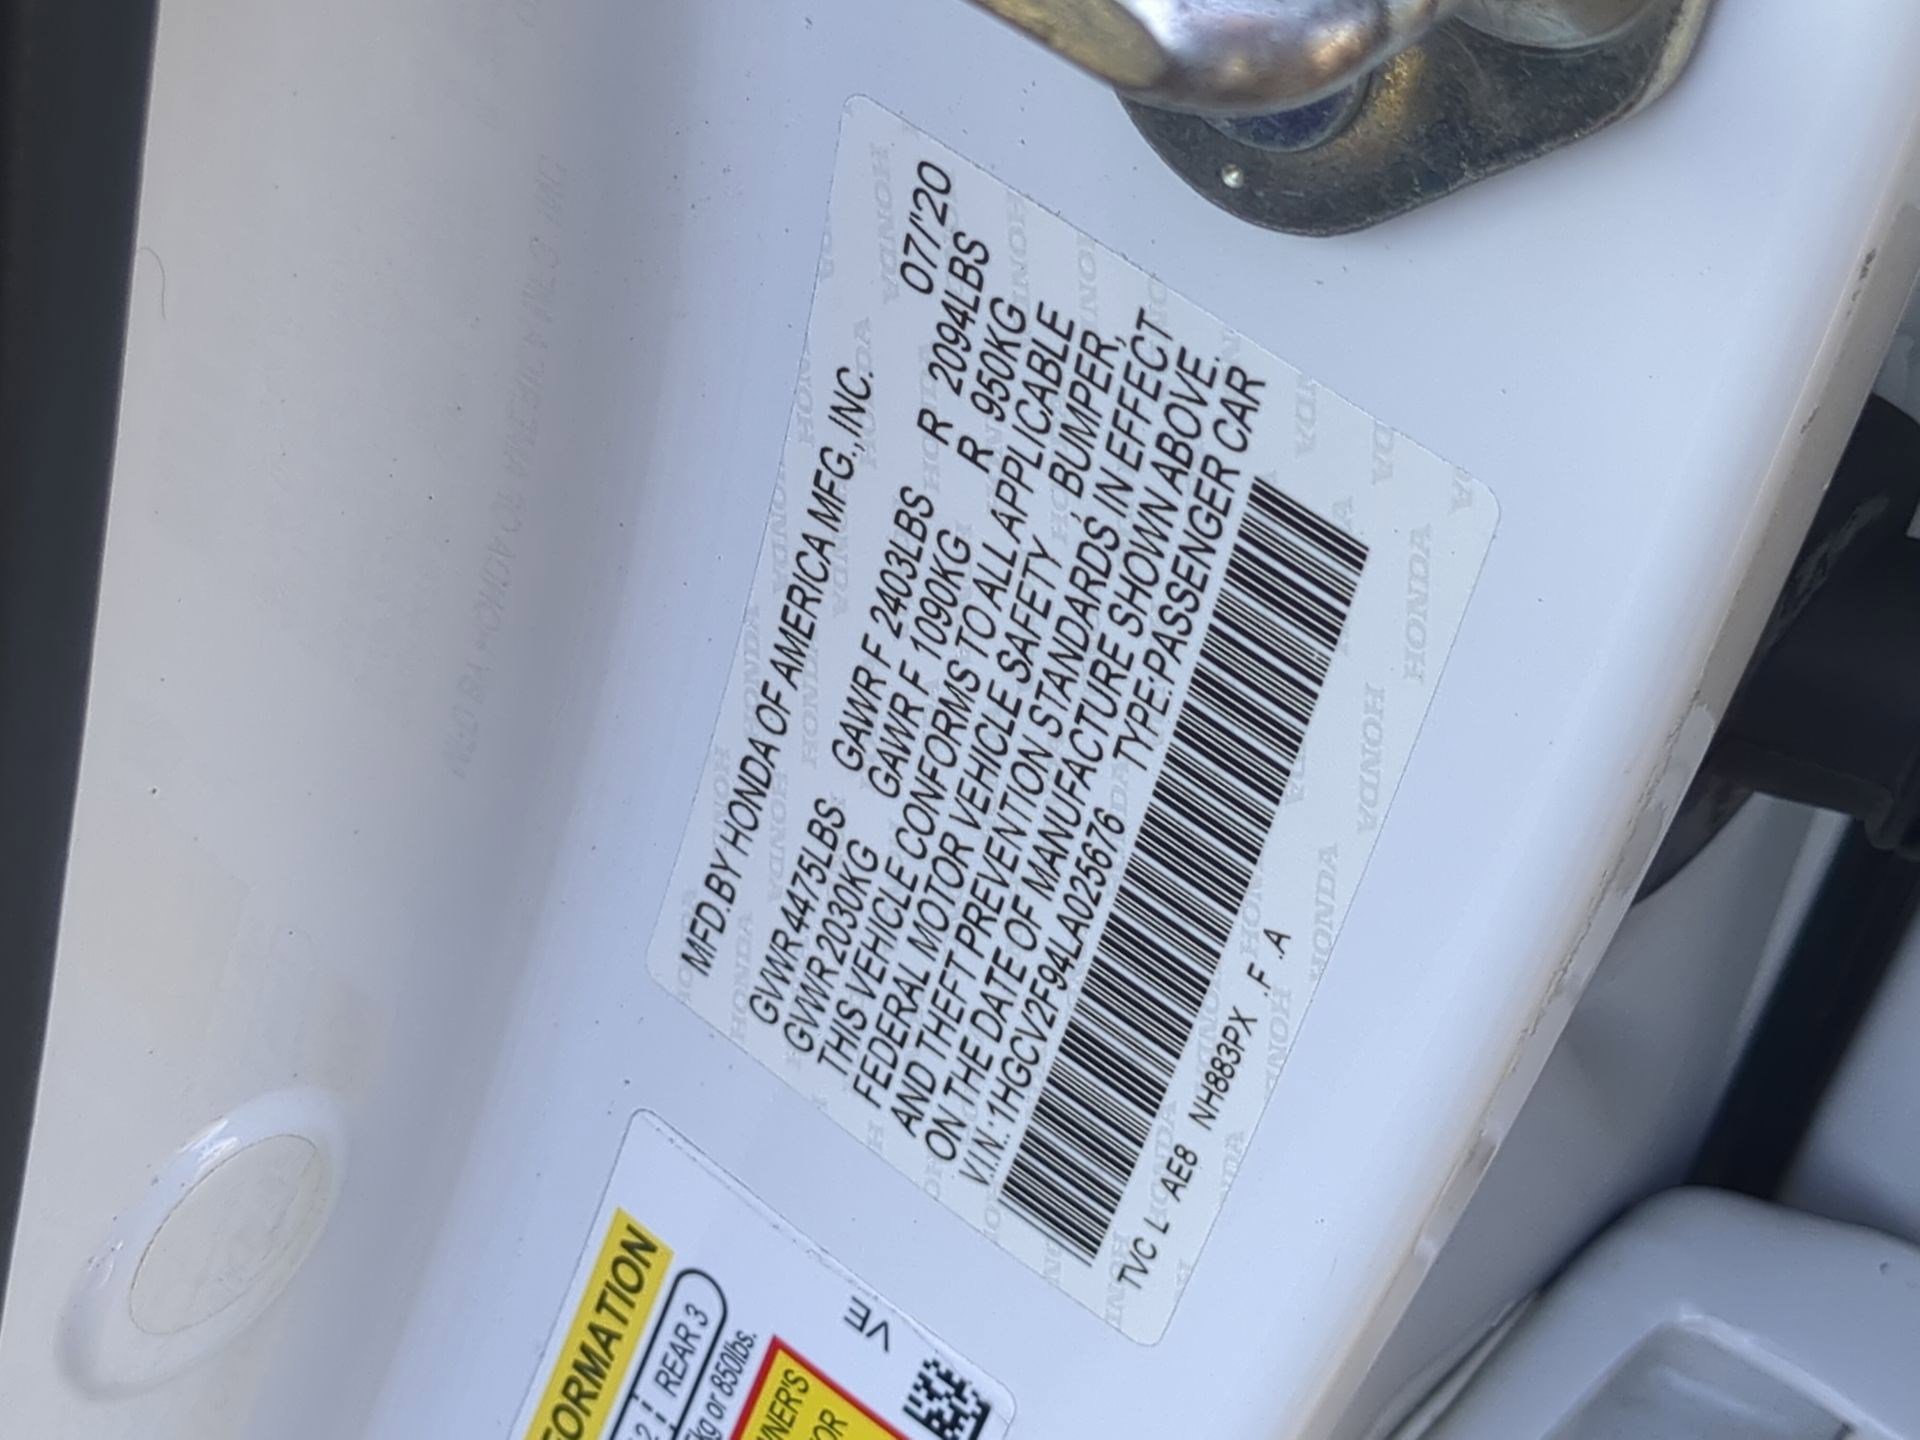 MFD.BY HONDA OF AMERICA MFG.,INC. 07/'20
GVWR 4475LBS GAWR F 2403LBS R 2094LBS
GVWR 2030KG GAWR F 1090KG R 950KG
THIS VEHICLE CONFORMS TO ALL APPLICABLE
FEDERAL MOTOR VEHICLE SAFETY , BUMPER,
AND THEFT PREVENTION STANDARDS IN EFFECT
ON THE DATE OF MANUFACTURE SHOWN ABOVE.
V.I.N.:1HGCV2F94LA025676 TYPE:PASSENGER CAR
TVC L AE8 NH883PX .F .A
REAR 3
or 850lbs.
VE